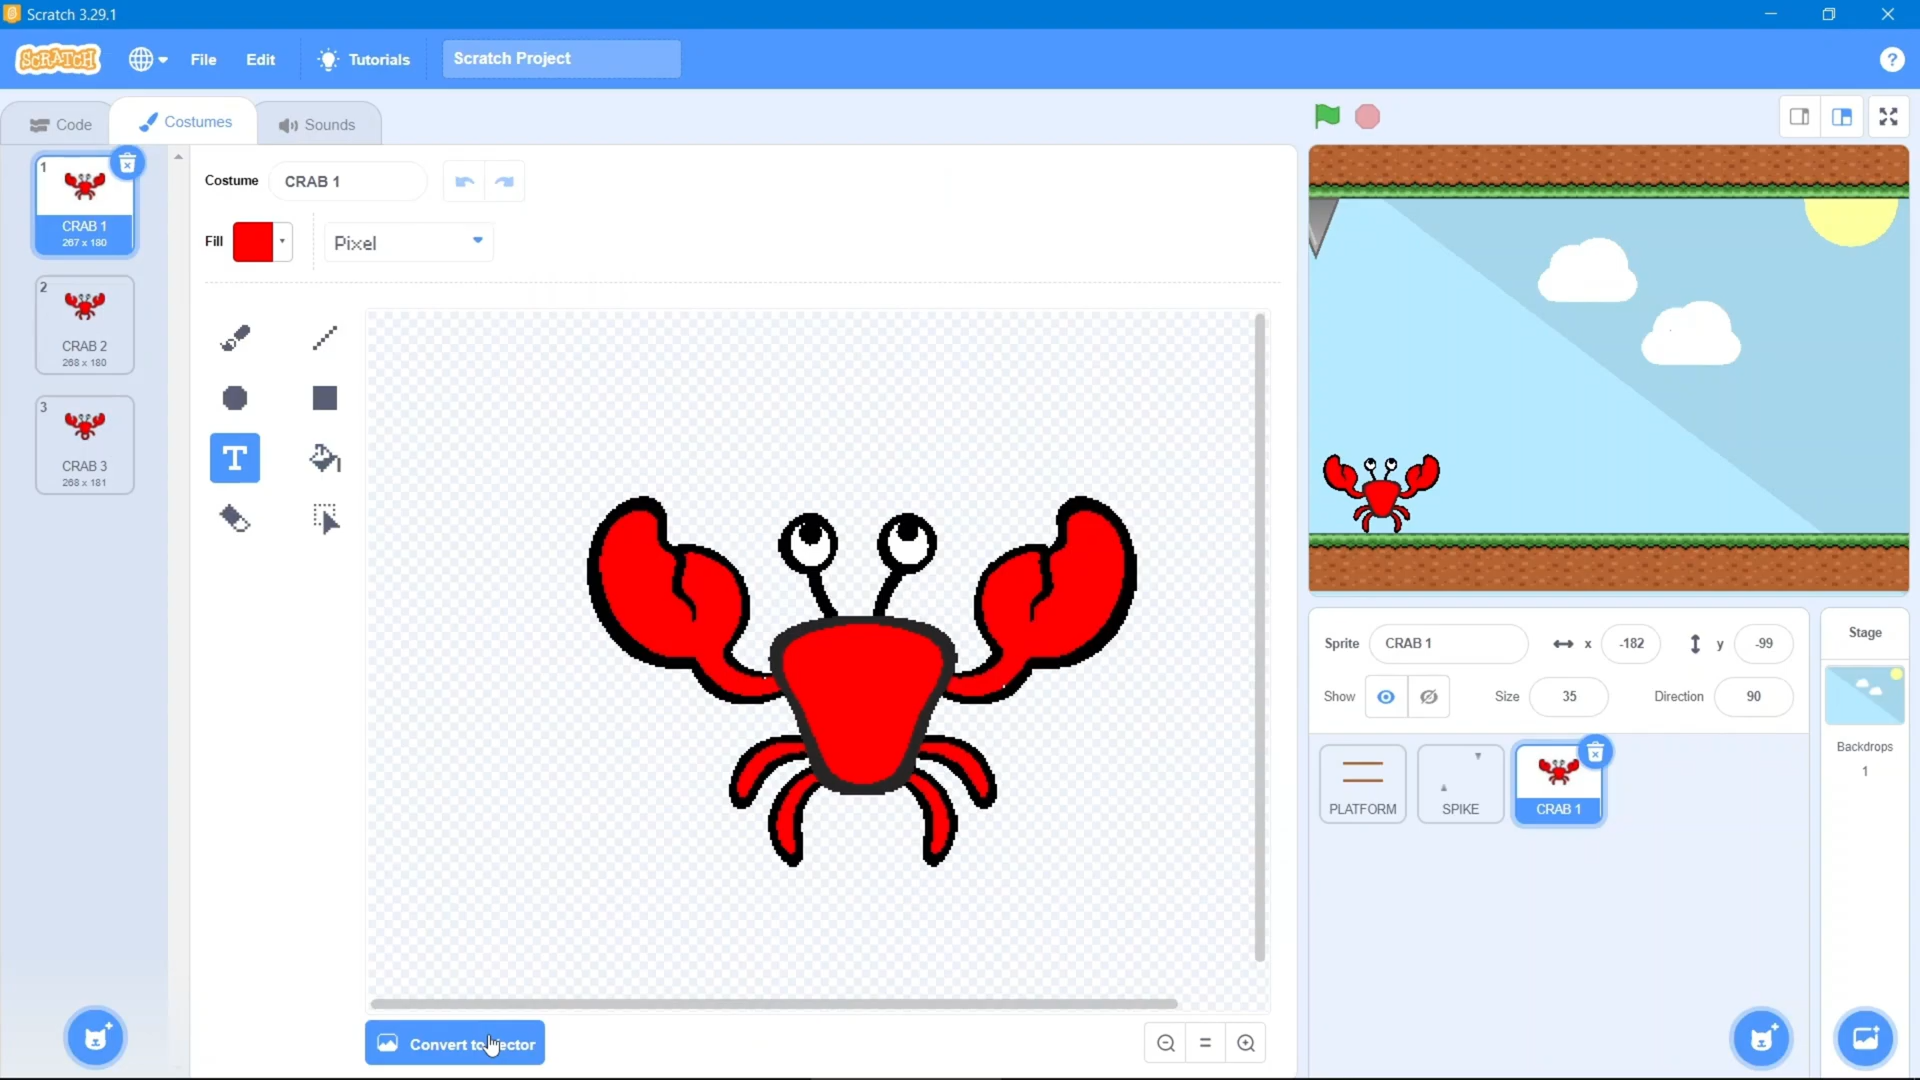 Scratch 3.29.1
SCRATCH
File
Edit
Tutorials
Scratch Project
?
Code
Costumes
Sounds
1
CRAB 1
267 x 180
2
CRAB 2
268 x 180
3
CRAB 3
268 x 181
Costume
CRAB 1
Fill
Pixel
T
Convert to Vector
Sprite
CRAB 1
x
-182
y
-99
Show
Size
35
Direction
90
PLATFORM
SPIKE
CRAB 1
Stage
Backdrops
1